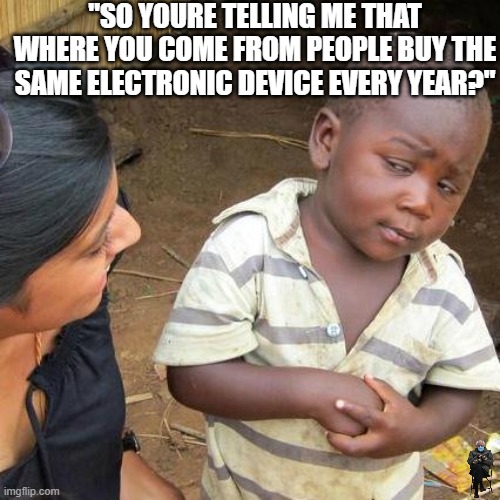 "SO YOURE TELLING ME THAT
WHERE YOU COME FROM PEOPLE BUY THE
SAME ELECTRONIC DEVICE EVERY YEAR?"
imgflip.com